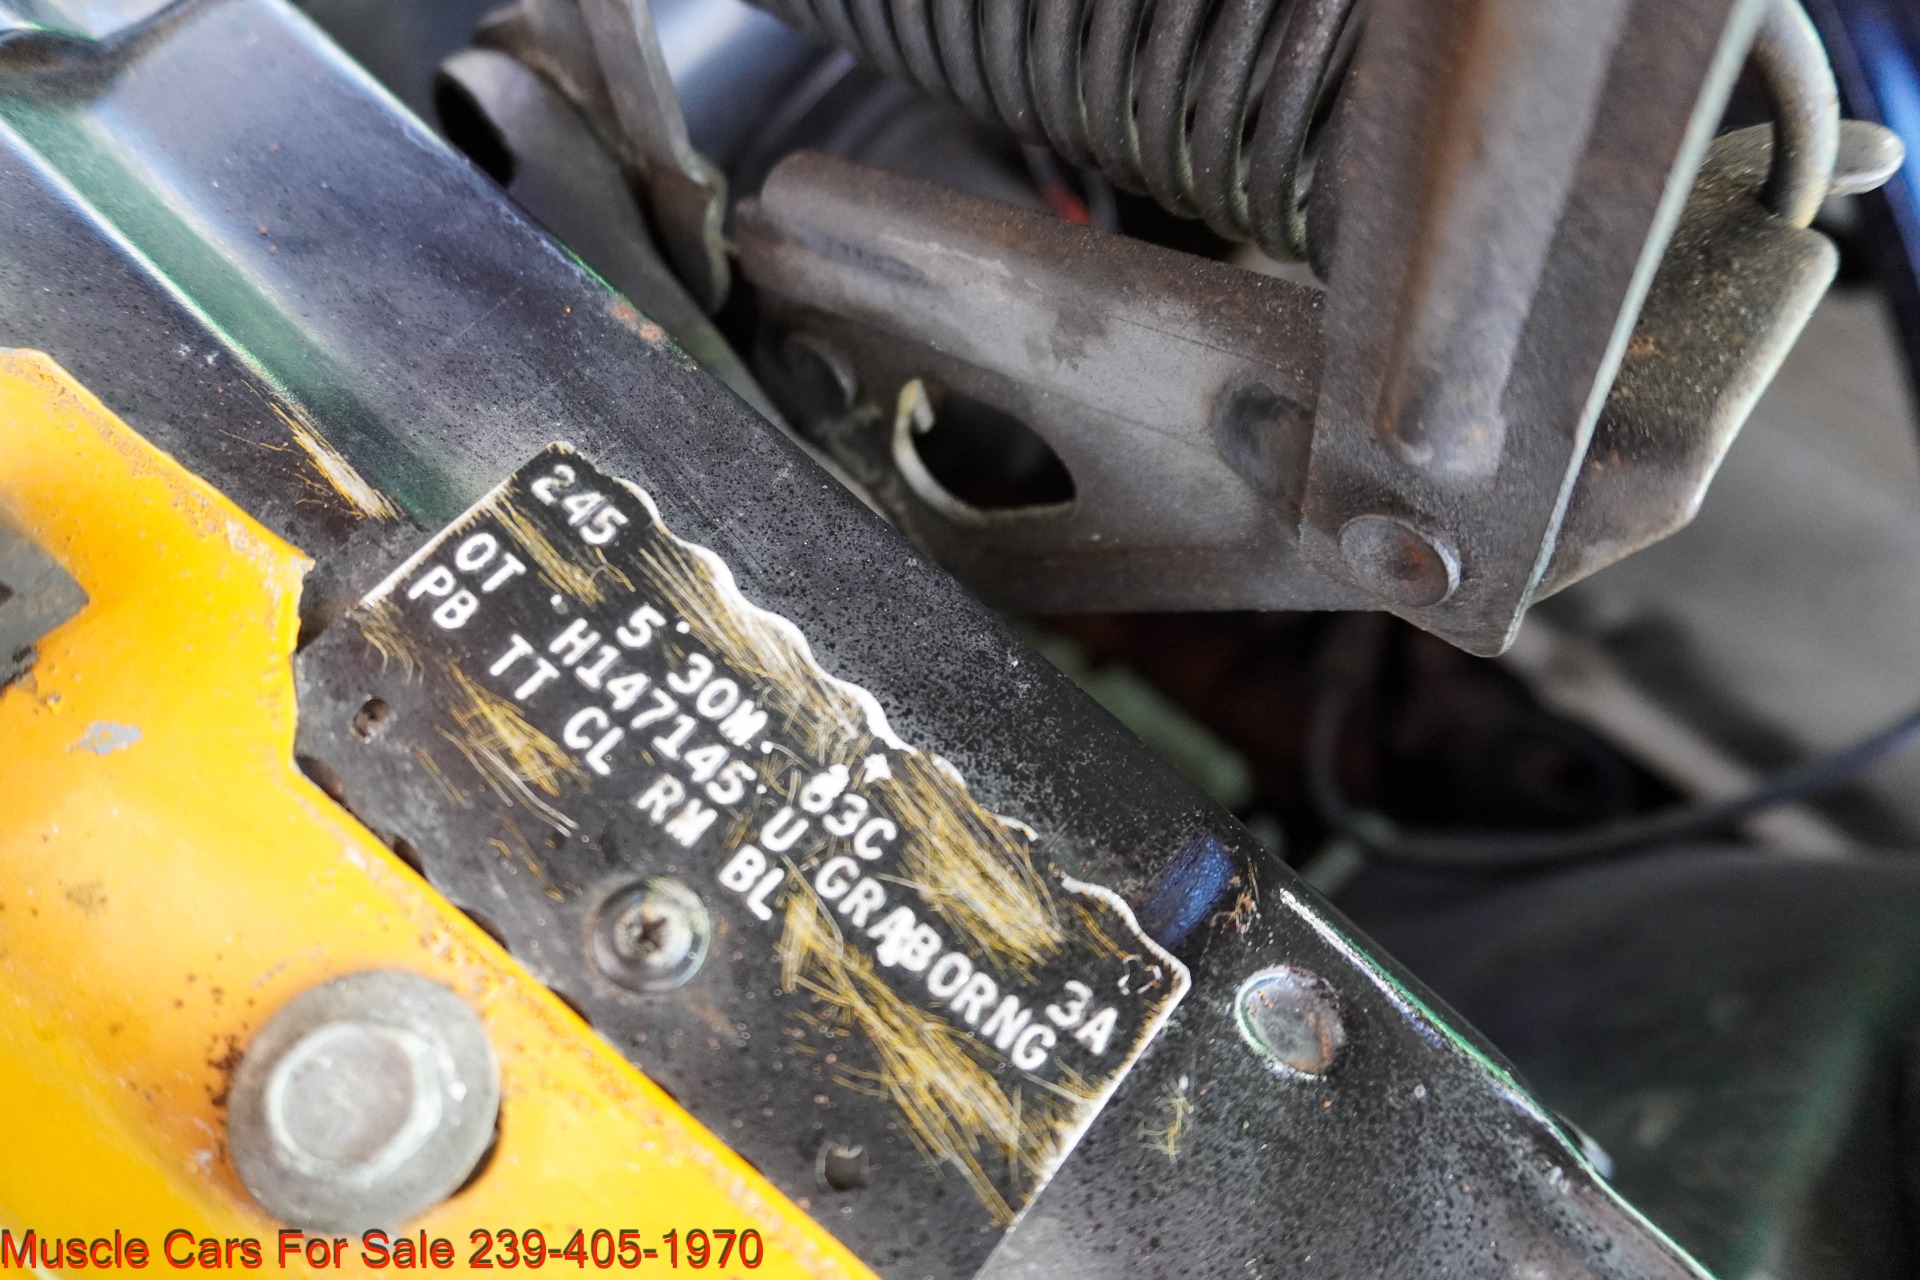 245
5 30M. 83C 3A
OT . H147145 U GRABORNG
PB TT CL RM BL
Muscle Cars For Sale 239-405-1970